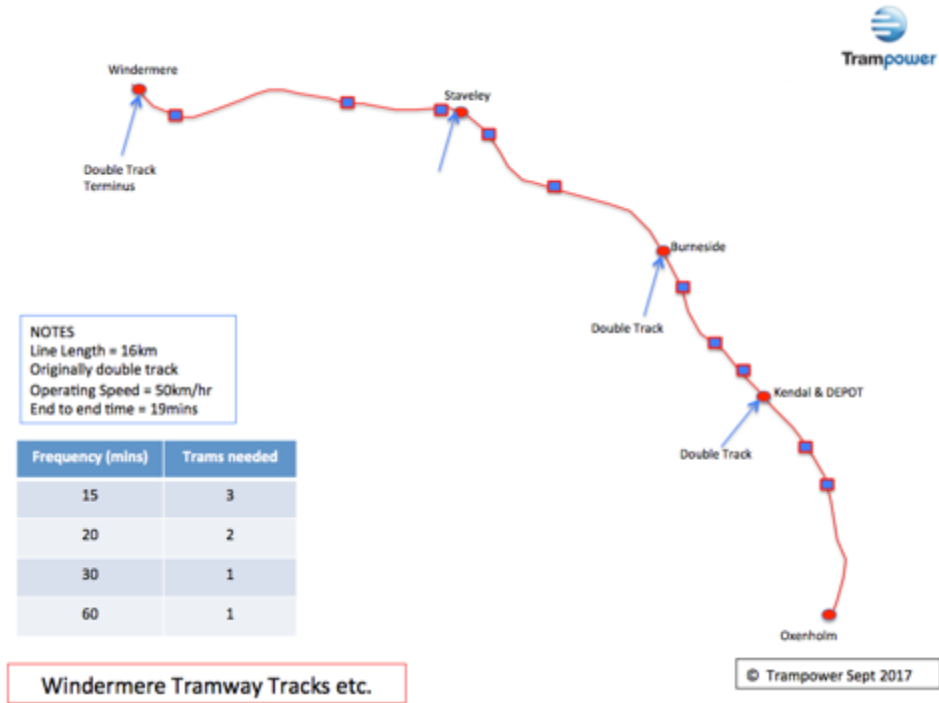 Trampower
Windermere
Staveley
Double Track
Terminus
Burneside
Double Track
NOTES
Line Length = 16km
Originally double track
Operating Speed = 50km/hr
End to end time = 19mins
Kendal & DEPOT
Double Track
Frequency (mins) Trams needed
15 3
20 2
30 1
60 1
Oxenholm
Windermere Tramway Tracks etc.
© Trampower Sept 2017